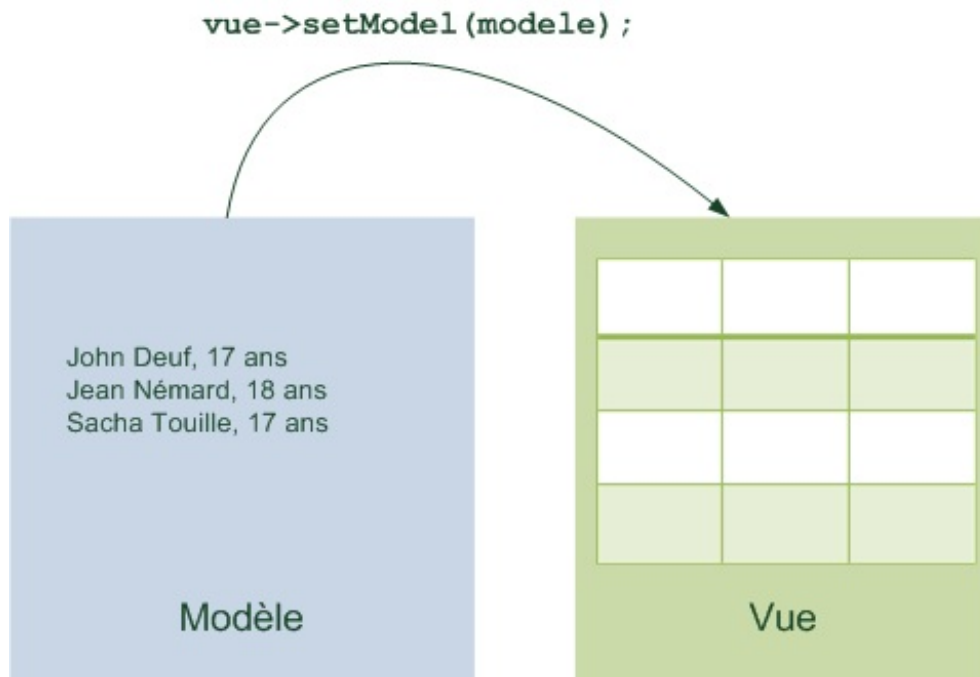 vue->setModel(modele);
John Deuf, 17 ans
Jean Némard, 18 ans
Sacha Touille, 17 ans
Modèle
Vue